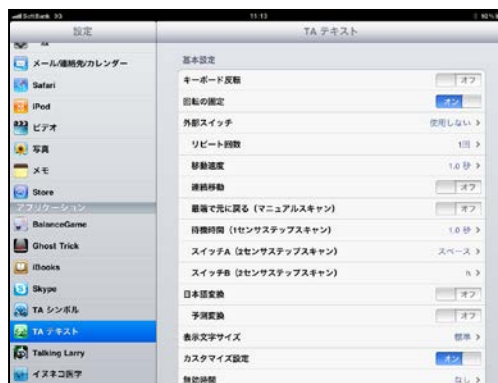 SoftBank 3G 11:13
設定
メール/連絡先/カレンダー
Safari
iPod
ビデオ
写真
メモ
Store
アプリケーション
BalanceGame
Ghost Trick
iBooks
Skype
TA シンボル
TA テキスト
Talking Larry
イヌネコ医学
TA テキスト
基本設定
キーボード反転 オフ
回転の固定 オン
外部スイッチ 使用しない
リピート回数 1回
移動速度 1.0 秒
連続移動 オフ
最端で元に戻る（マニュアルスキャン） オフ
待機時間（1センサステップスキャン） 1.0 秒
スイッチA（2センサステップスキャン） スペース
スイッチB（2センサステップスキャン） n
日本語変換 オフ
予測変換 オフ
表示文字サイズ 標準
カスタマイズ設定 オン
無効時間 なし